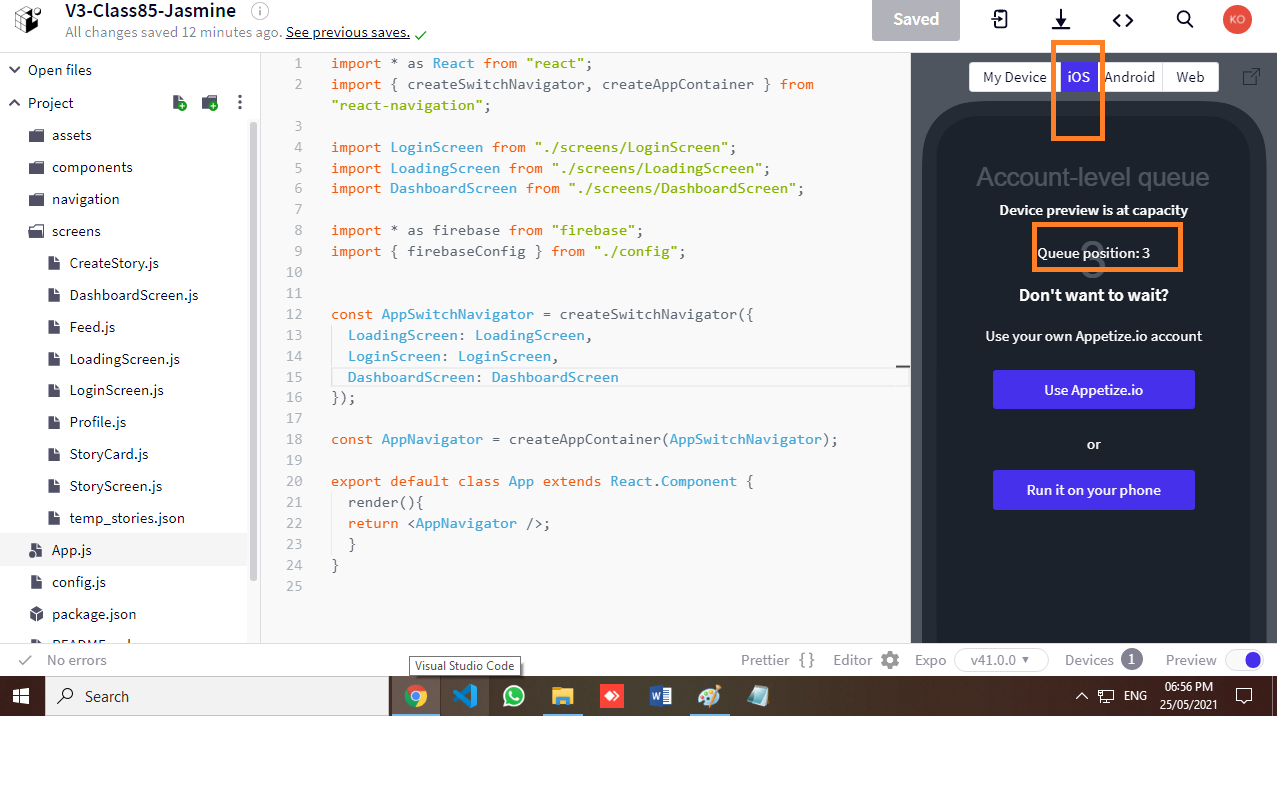 V3-Class85-Jasmine
All changes saved 12 minutes ago. See previous saves.
Saved
KO
Open files
Project
assets
components
navigation
screens
CreateStory.js
DashboardScreen.js
Feed.js
LoadingScreen.js
LoginScreen.js
Profile.js
StoryCard.js
StoryScreen.js
temp_stories.json
App.js
config.js
package.json
1 import * as React from "react";
2 import { createSwitchNavigator, createAppContainer } from
"react-navigation";
3
4 import LoginScreen from "./screens/LoginScreen";
5 import LoadingScreen from "./screens/LoadingScreen";
6 import DashboardScreen from "./screens/DashboardScreen";
7
8 import * as firebase from "firebase";
9 import { firebaseConfig } from "./config";
10
11
12 const AppSwitchNavigator = createSwitchNavigator({
13 LoadingScreen: LoadingScreen,
14 LoginScreen: LoginScreen,
15 DashboardScreen: DashboardScreen
16 });
17
18 const AppNavigator = createAppContainer(AppSwitchNavigator);
19
20 export default class App extends React.Component {
21 render(){
22 return <AppNavigator />;
23 }
24 }
25
My Device iOS Android Web
Account-level queue
Device preview is at capacity
3
Queue position: 3
Don't want to wait?
Use your own Appetize.io account
Use Appetize.io
or
Run it on your phone
No errors
Visual Studio Code
Prettier {} Editor Expo v41.0.0 Devices 1 Preview
Search
ENG
06:56 PM
25/05/2021